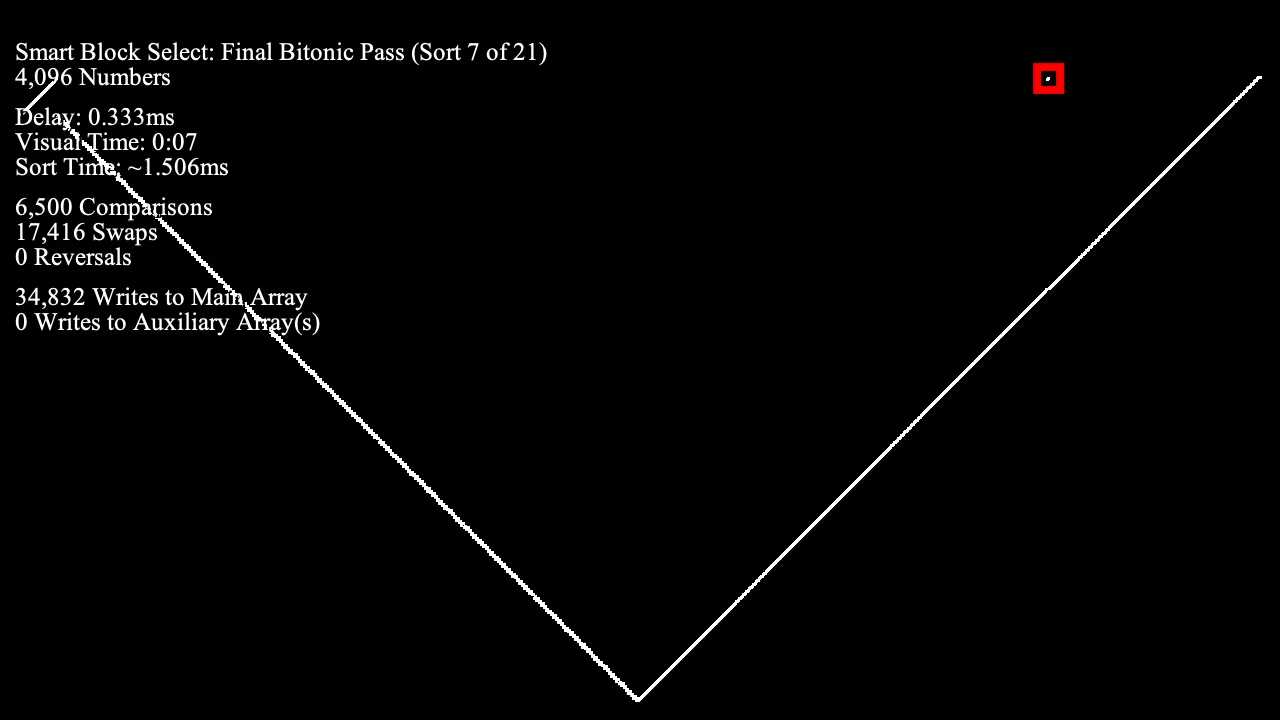 Smart Block Select: Final Bitonic Pass (Sort 7 of 21)
4,096 Numbers
Delay: 0.333ms
Visual Time: 0:07
Sort Time: ~1.506ms
6,500 Comparisons
17,416 Swaps
0 Reversals
34,832 Writes to Main Array
0 Writes to Auxiliary Array(s)